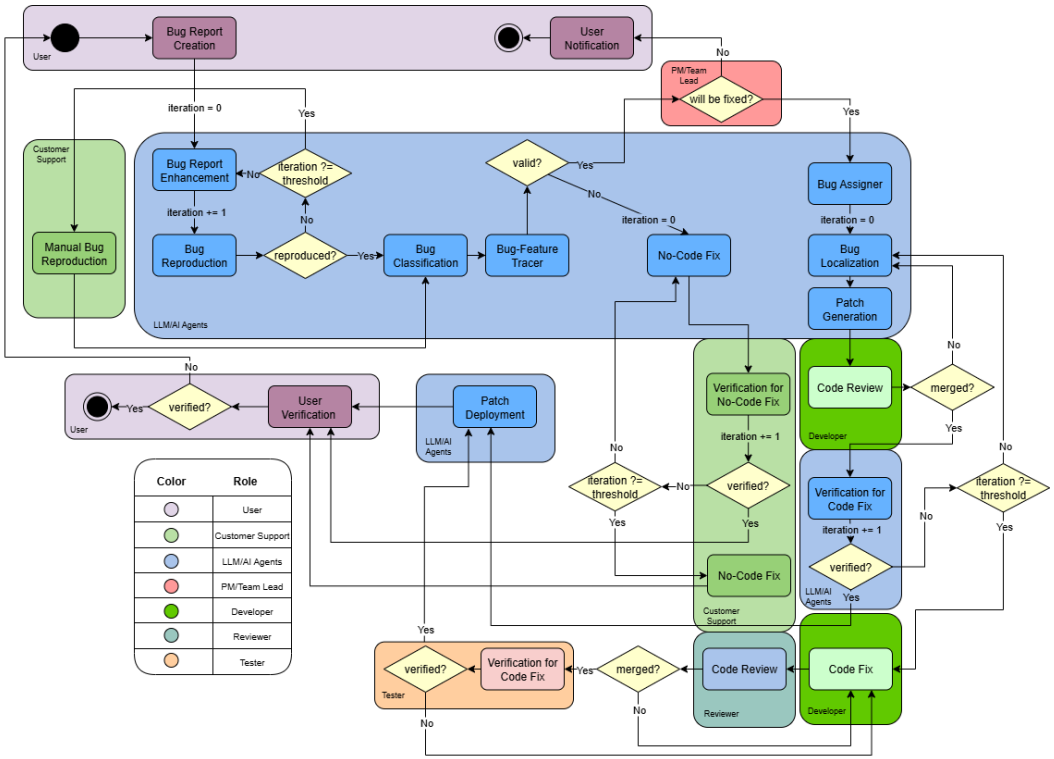 Bug Report
Creation
User
Notification
User
PM/Team
Lead
No
will be fixed?
Yes
iteration = 0
Yes
Customer
Support
Bug Report
Enhancement
No
iteration ?=
threshold
valid?
Yes
No
Bug Assigner
iteration += 1
No
iteration = 0
iteration = 0
Manual Bug
Reproduction
Bug
Reproduction
reproduced?
Yes
Bug
Classification
Bug-Feature
Tracer
No-Code Fix
Bug
Localization
Patch
Generation
LLM/AI Agents
No
No
Verification for
No-Code Fix
Code Review
merged?
User
Verification
verified?
Yes
User
Patch
Deployment
LLM/AI
Agents
iteration += 1
Developer
Yes
No
No
Color
Role
User
Customer Support
LLM/AI Agents
PM/Team Lead
Developer
Reviewer
Tester
iteration ?=
threshold
No
verified?
Yes
Yes
Verification for
Code Fix
iteration += 1
No
iteration ?=
threshold
Yes
verified?
No-Code Fix
LLM/AI
Agents
Yes
Customer
Support
Yes
verified?
Verification for
Code Fix
Yes
merged?
Code Review
Code Fix
Tester
No
No
Reviewer
Developer